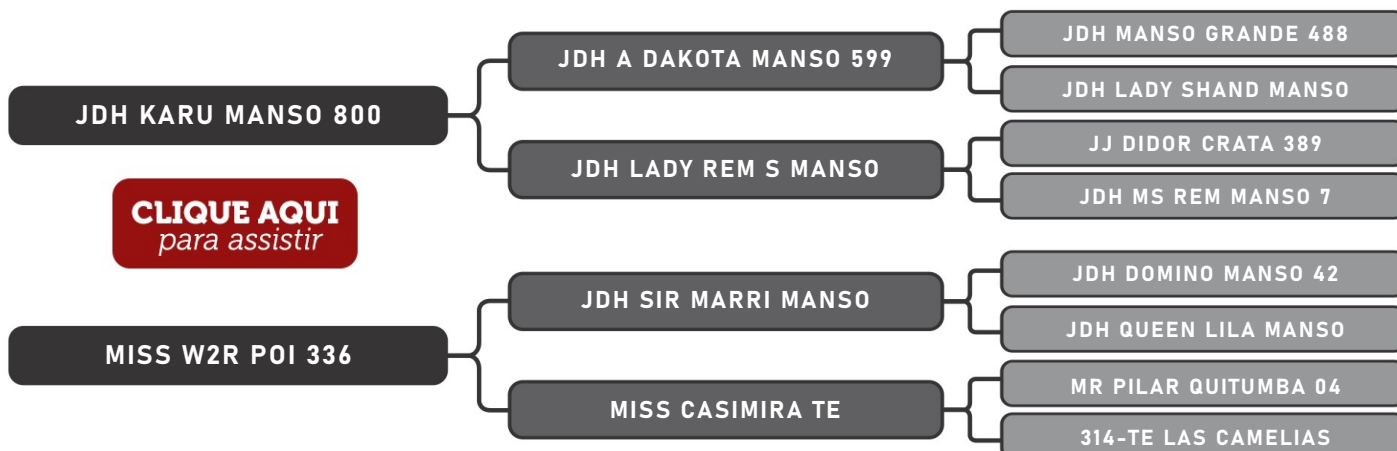 JDH KARU MANSO 800
JDH A DAKOTA MANSO 599
JDH MANSO GRANDE 488
JDH LADY SHAND MANSO
JDH LADY REM S MANSO
JJ DIDOR CRATA 389
JDH MS REM MANSO 7
CLIQUE AQUI
para assistir
MISS W2R POI 336
JDH SIR MARRI MANSO
JDH DOMINO MANSO 42
JDH QUEEN LILA MANSO
MISS CASIMIRA TE
MR PILAR QUITUMBA 04
314-TE LAS CAMELIAS